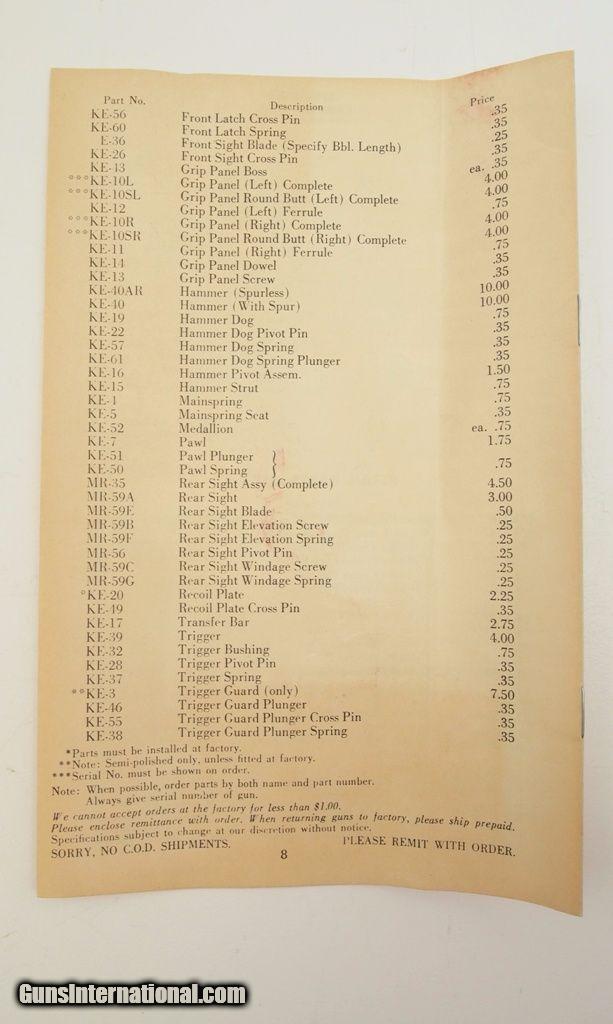 Part No. Description Price
KE-56 Front Latch Cross Pin .35
KE-60 Front Latch Spring .35
E-36 Front Sight Blade (Specify Bbl. Length) .25
KE-26 Front Sight Cross Pin .35
KE-43 Grip Panel Boss ea. .35
***KE-10L Grip Panel (Left) Complete 4.00
***KE-10SL Grip Panel Round Butt (Left) Complete 4.00
KE-12 Grip Panel (Left) Ferrule .75
***KE-10R Grip Panel (Right) Complete 4.00
***KE-10SR Grip Panel Round Butt (Right) Complete 4.00
KE-11 Grip Panel (Right) Ferrule .75
KE-14 Grip Panel Dowel .35
KE-13 Grip Panel Screw .35
KE-40AR Hammer (Spurless) 10.00
KE-40 Hammer (With Spur) 10.00
KE-19 Hammer Dog .75
KE-22 Hammer Dog Pivot Pin .35
KE-57 Hammer Dog Spring .35
KE-61 Hammer Dog Spring Plunger .35
KE-16 Hammer Pivot Assem. 1.50
KE-15 Hammer Strut .75
KE-4 Mainspring .75
KE-5 Mainspring Seat .35
KE-52 Medallion ea. .75
KE-7 Pawl 1.75
KE-51 Pawl Plunger }
KE-50 Pawl Spring } .75
MR-35 Rear Sight Assy (Complete) 4.50
MR-59A Rear Sight 3.00
MR-59E Rear Sight Blade .50
MR-59B Rear Sight Elevation Screw .25
MR-59F Rear Sight Elevation Spring .25
MR-56 Rear Sight Pivot Pin .25
MR-59C Rear Sight Windage Screw .25
MR-59G Rear Sight Windage Spring .25
*KE-20 Recoil Plate 2.25
KE-49 Recoil Plate Cross Pin .35
KE-17 Transfer Bar 2.75
KE-39 Trigger 4.00
KE-32 Trigger Bushing .75
KE-28 Trigger Pivot Pin .35
KE-37 Trigger Spring .35
**KE-3 Trigger Guard (only) 7.50
KE-46 Trigger Guard Plunger .35
KE-55 Trigger Guard Plunger Cross Pin .35
KE-38 Trigger Guard Plunger Spring .35
*Parts must be installed at factory.
**Note: Semi-polished only, unless fitted at factory.
***Serial No. must be shown on order.
Note: When possible, order parts by both name and part number.
Always give serial number of gun.
We cannot accept orders at the factory for less than $1.00.
Please enclose remittance with order. When returning guns to factory, please ship prepaid.
Specifications subject to change at our discretion without notice.
SORRY, NO C.O.D. SHIPMENTS. PLEASE REMIT WITH ORDER.
8
GunsInternational.com